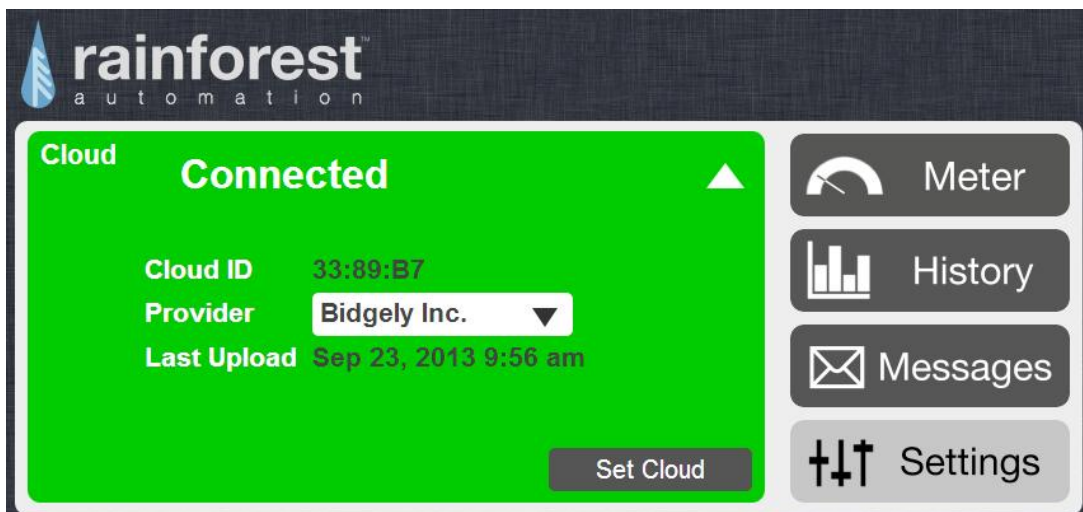 rainforest™
automation
Cloud
Connected
Cloud ID 33:89:B7
Provider Bidgely Inc.
Last Upload Sep 23, 2013 9:56 am
Set Cloud
Meter
History
Messages
Settings